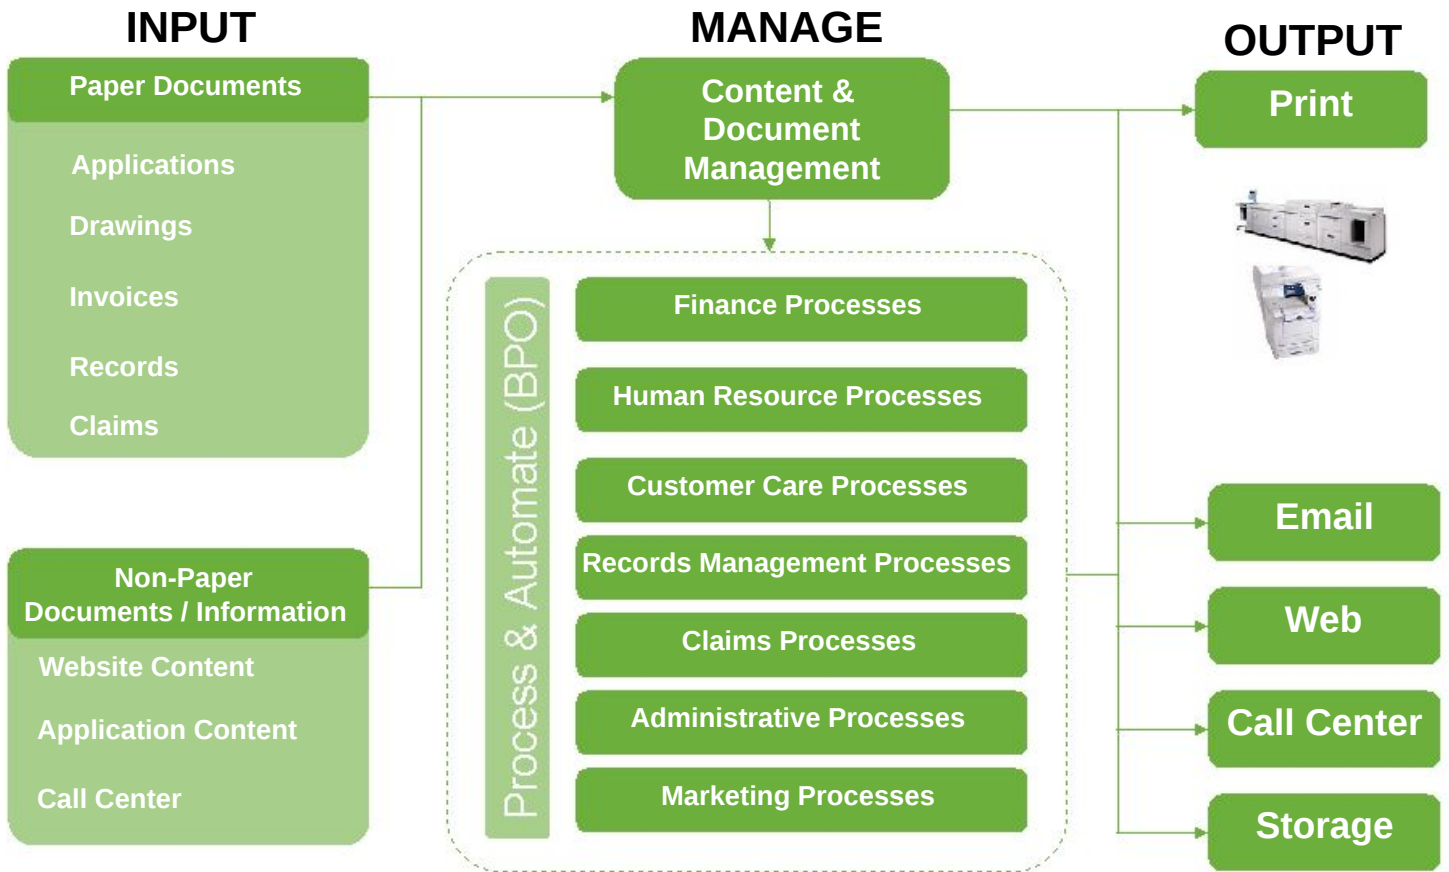 INPUT
Paper Documents
Applications
Drawings
Invoices
Records
Claims
Non-Paper
Documents / Information
Website Content
Application Content
Call Center
MANAGE
Content &
Document
Management
Process & Automate (BPO)
Finance Processes
Human Resource Processes
Customer Care Processes
Records Management Processes
Claims Processes
Administrative Processes
Marketing Processes
OUTPUT
Print
Email
Web
Call Center
Storage